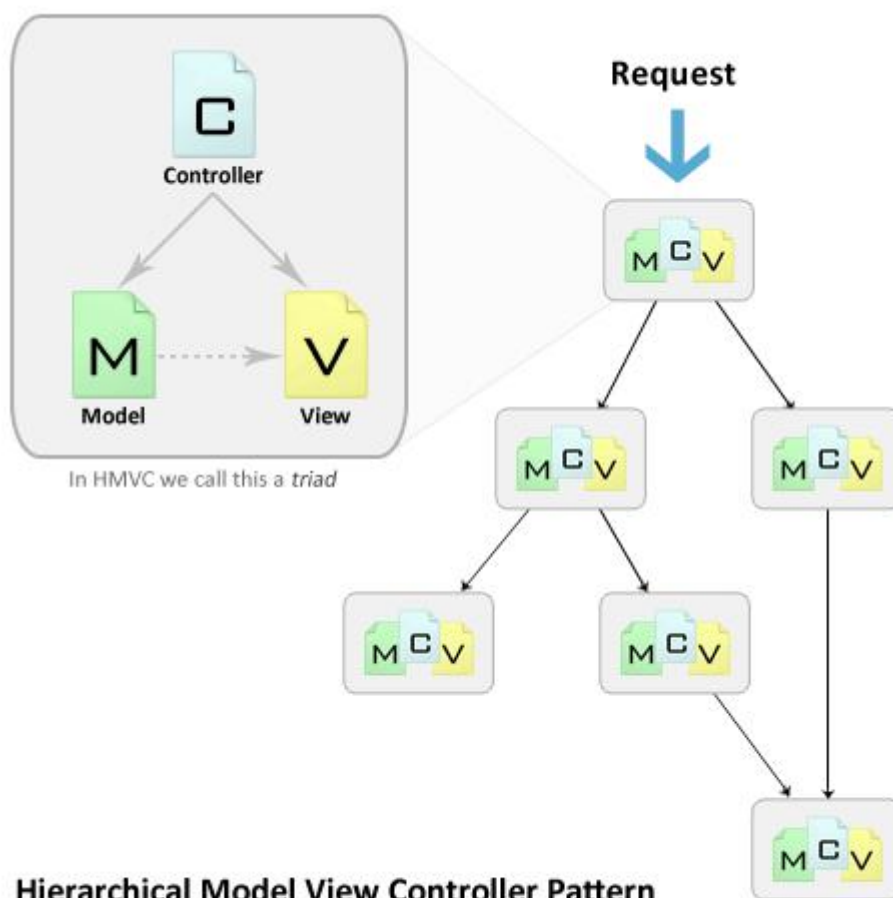 C
Controller
M
Model
V
View
In HMVC we call this a triad
Request
M C V
M C V
M C V
M C V
M C V
M C V
Hierarchical Model View Controller Pattern